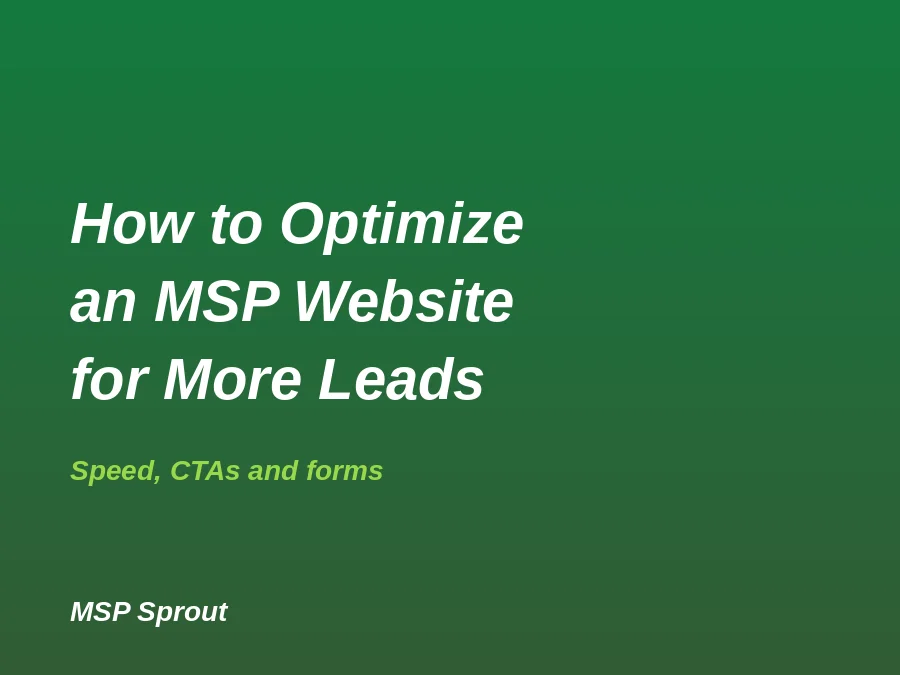 How to Optimize
an MSP Website
for More Leads
Speed, CTAs and forms
MSP Sprout